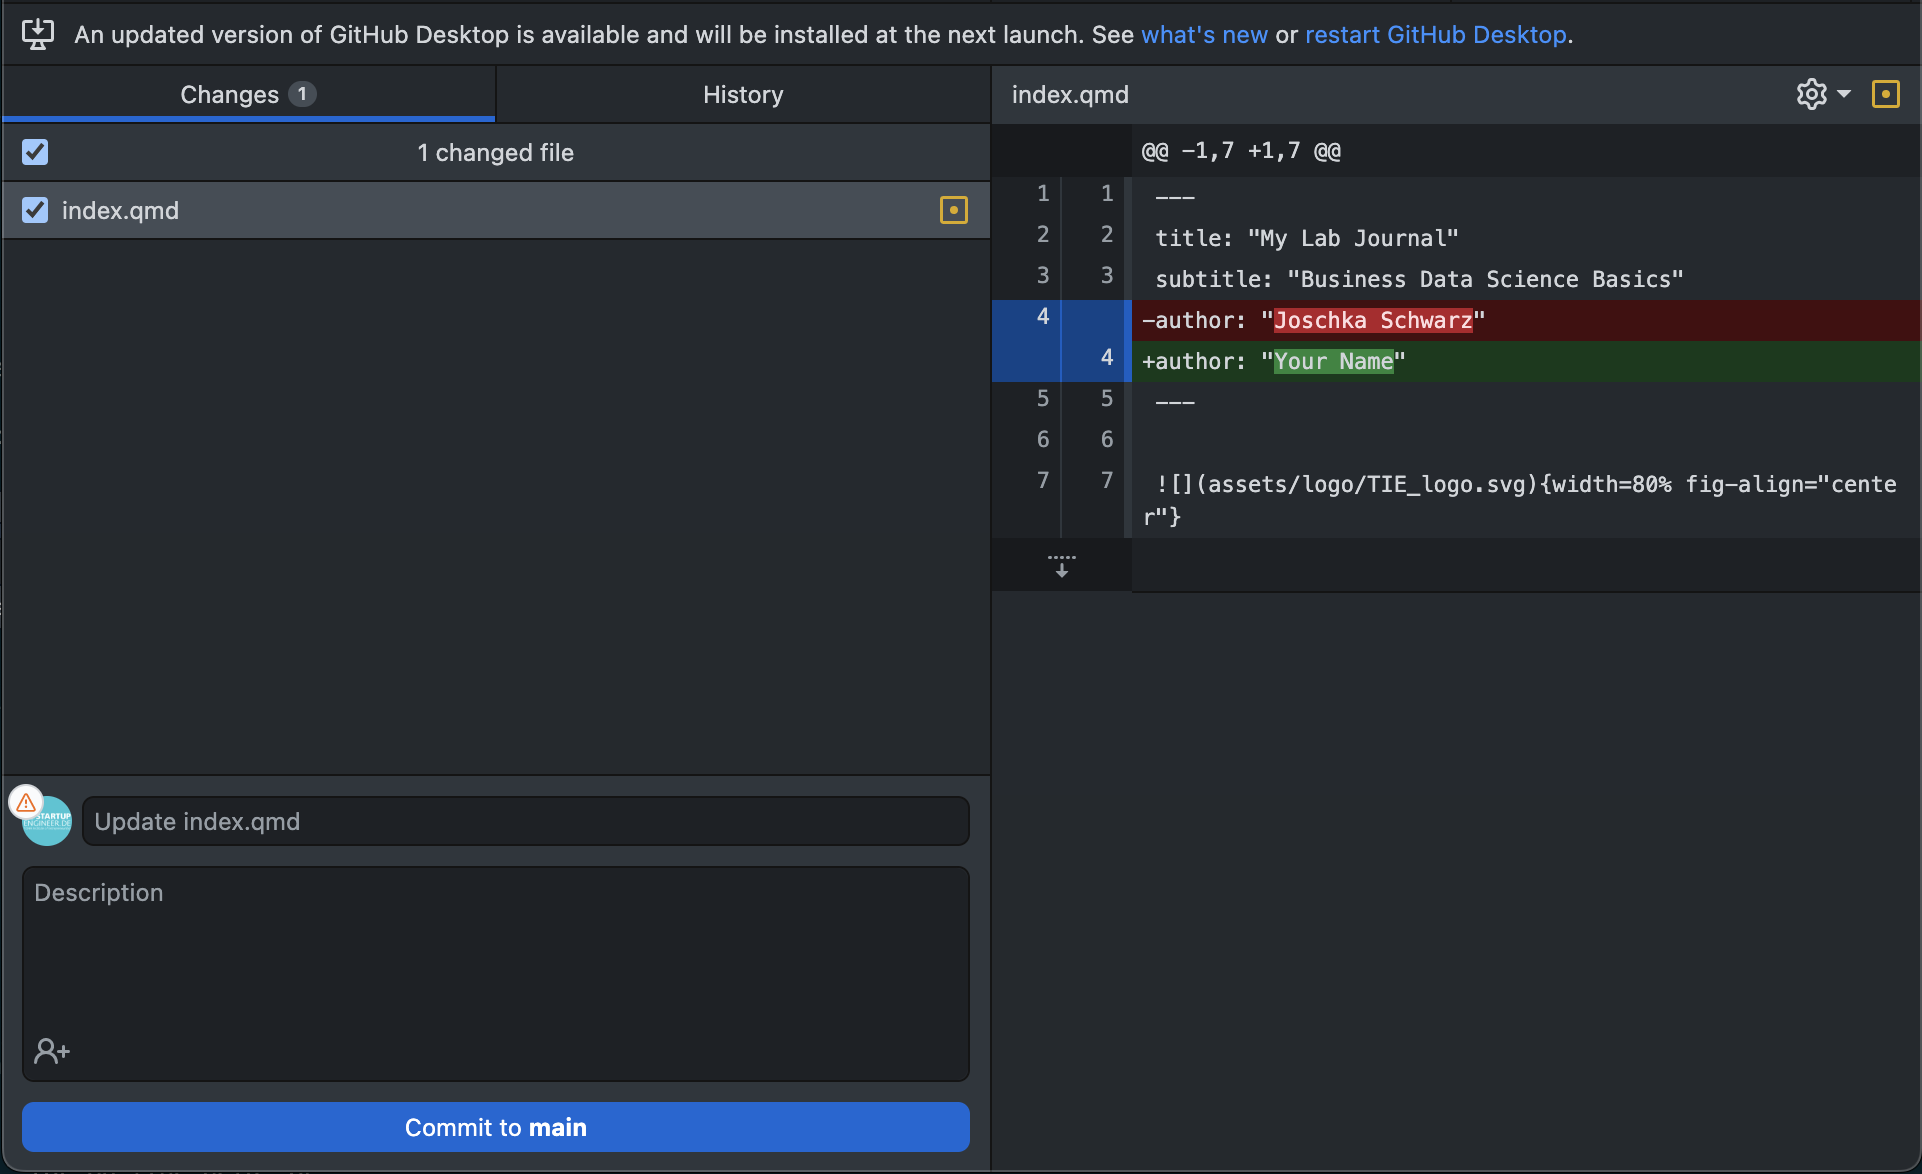 An updated version of GitHub Desktop is available and will be installed at the next launch. See what's new or restart GitHub Desktop.
Changes 1
History
1 changed file
index.qmd
STARTUP
ENGINEER.DE
Update index.qmd
Description
Commit to main
index.qmd
@@ -1,7 +1,7 @@
1 1 ---
2 2 title: "My Lab Journal"
3 3 subtitle: "Business Data Science Basics"
4 -author: "Joschka Schwarz"
4 +author: "Your Name"
5 5 ---
6 6
7 7 ![](assets/logo/TIE_logo.svg){width=80% fig-align="cente
r"}